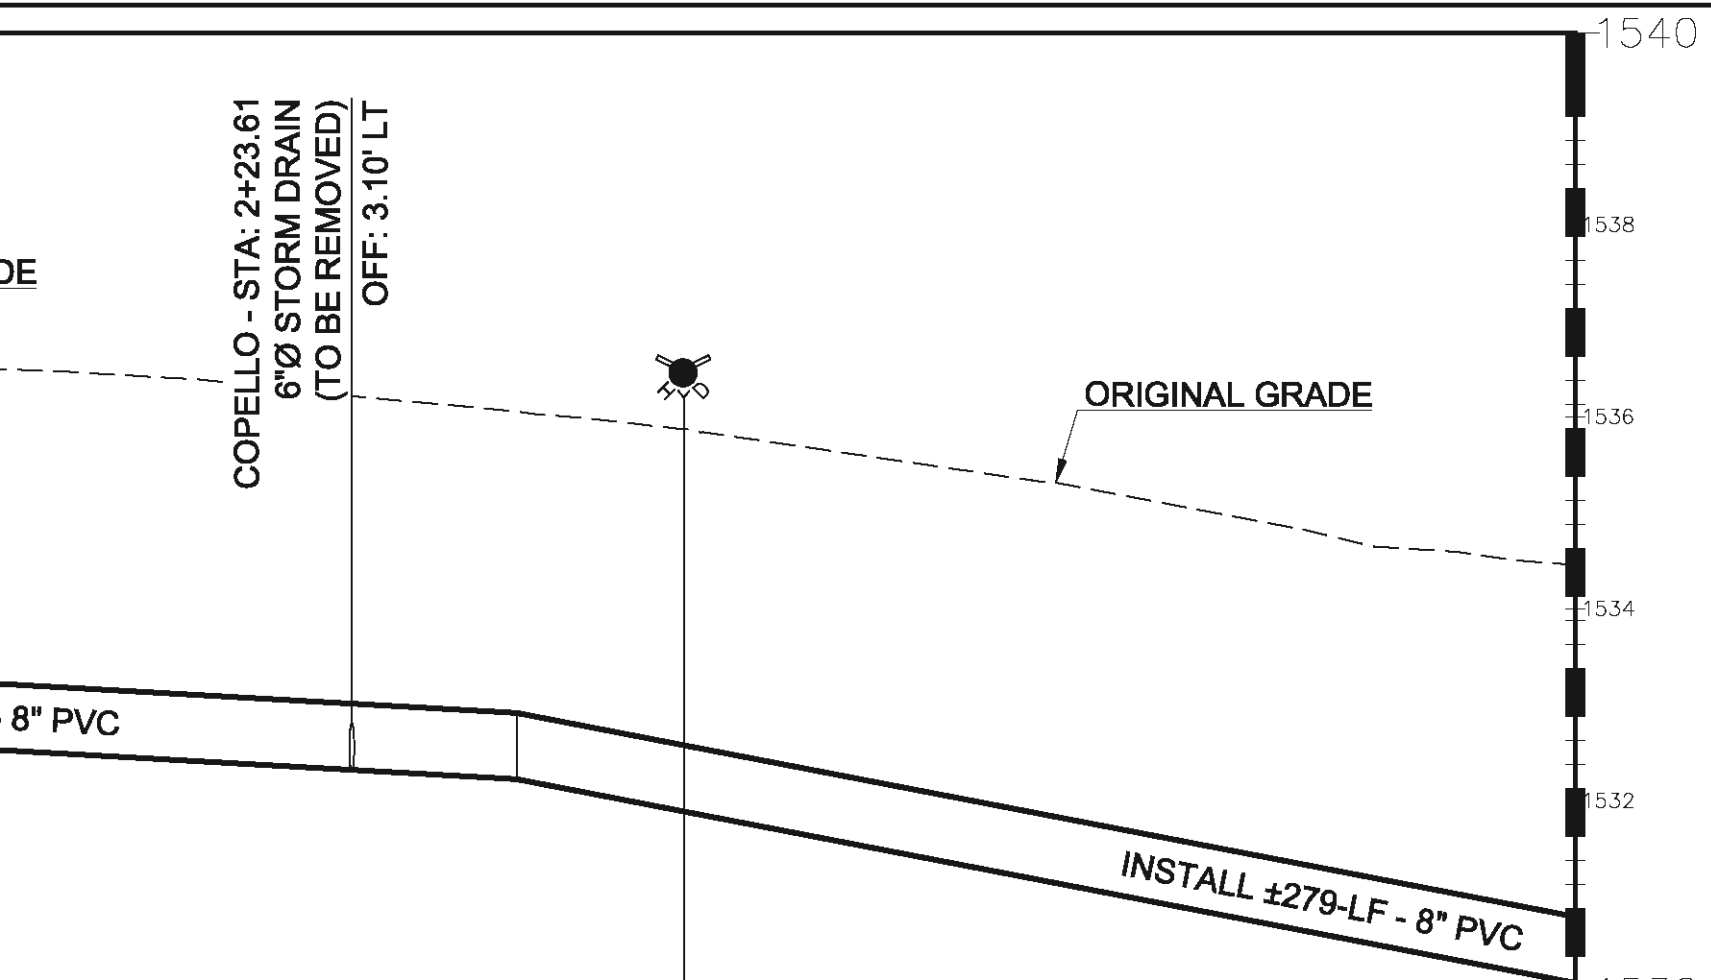 1540
COPELLO - STA: 2+23.61
6"Ø STORM DRAIN
(TO BE REMOVED)
OFF: 3.10' LT
1538
DE
H D
ORIGINAL GRADE
1536
1534
- 8" PVC
1532
INSTALL ±279-LF - 8" PVC